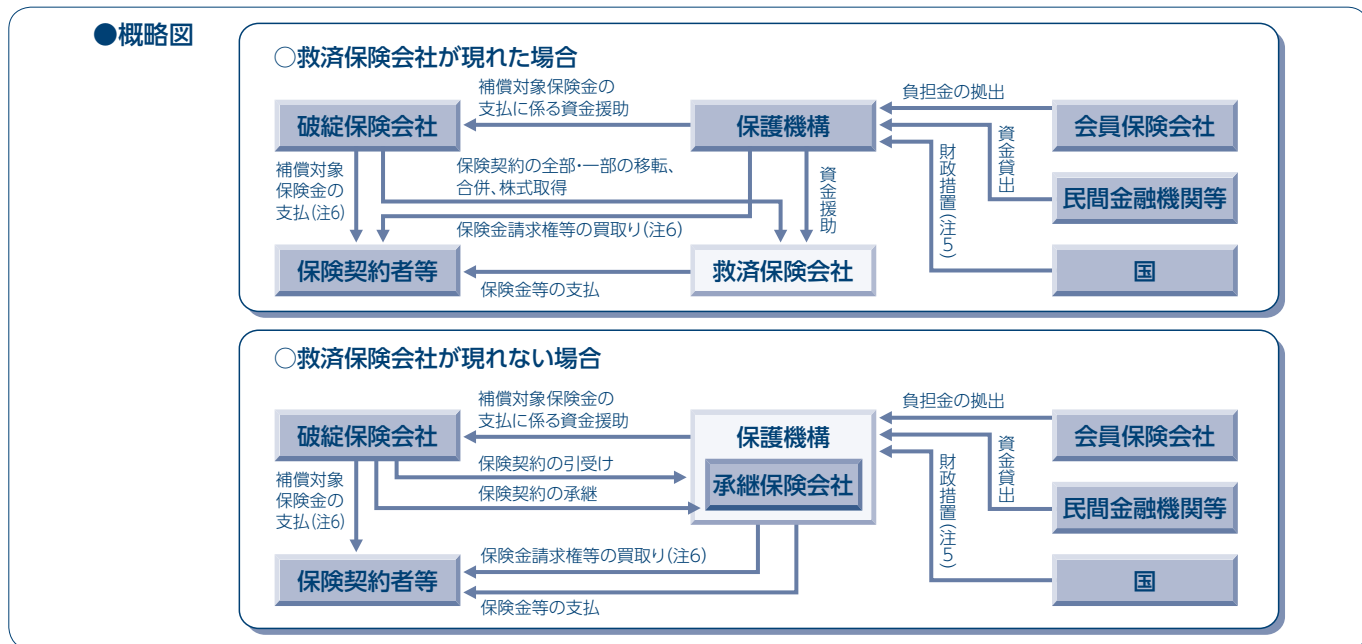 ●概略図
○救済保険会社が現れた場合
補償対象保険金の
支払に係る資金援助
負担金の拠出
破綻保険会社
保護機構
会員保険会社
補償対象
保険金の
支払(注6)
保険契約の全部・一部の移転、
合併、株式取得
資金援助
財政措置(注5)
資金貸出
民間金融機関等
保険金請求権等の買取り(注6)
保険契約者等
救済保険会社
国
保険金等の支払
○救済保険会社が現れない場合
補償対象保険金の
支払に係る資金援助
負担金の拠出
破綻保険会社
保護機構
会員保険会社
補償対象
保険金の
支払(注6)
保険契約の引受け
保険契約の承継
承継保険会社
財政措置(注5)
資金貸出
民間金融機関等
保険金請求権等の買取り(注6)
保険契約者等
国
保険金等の支払